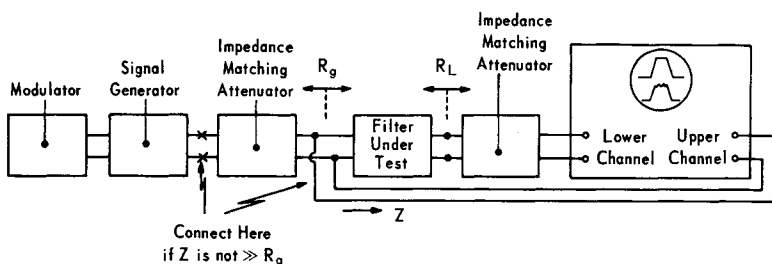 Modulator
Signal
Generator
Impedance
Matching
Attenuator
Rg
RL
Impedance
Matching
Attenuator
Filter
Under
Test
Lower
Channel
Upper
Channel
Z
Connect Here
if Z is not ≫ Rg